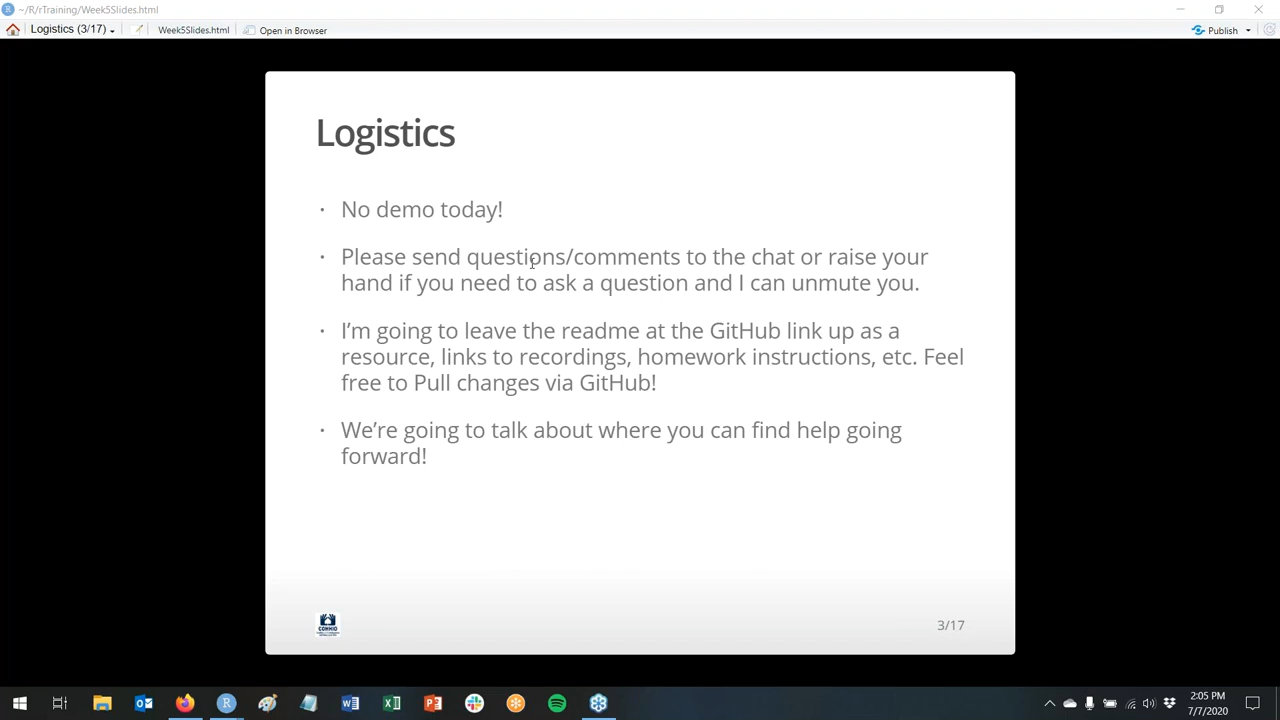 ~/R/rTraining/Week5Slides.html
Logistics (3/17)
Week5Slides.html
Open in Browser
Publish
Logistics
· No demo today!
· Please send questions/comments to the chat or raise your
hand if you need to ask a question and I can unmute you.
· I’m going to leave the readme at the GitHub link up as a
resource, links to recordings, homework instructions, etc. Feel
free to Pull changes via GitHub!
· We’re going to talk about where you can find help going
forward!
3/17
2:05 PM
7/7/2020